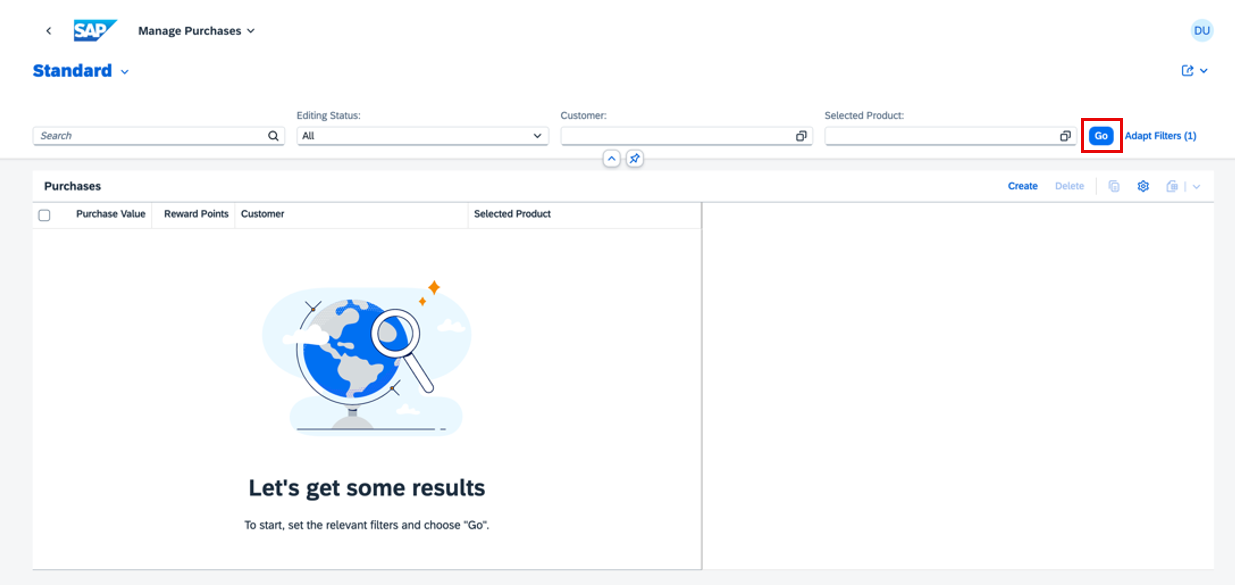 SAP Manage Purchases DU
Standard
Editing Status: Customer: Selected Product:
Search All Go Adapt Filters (1)
Purchases Create Delete
Purchase Value Reward Points Customer Selected Product
Let's get some results
To start, set the relevant filters and choose "Go".